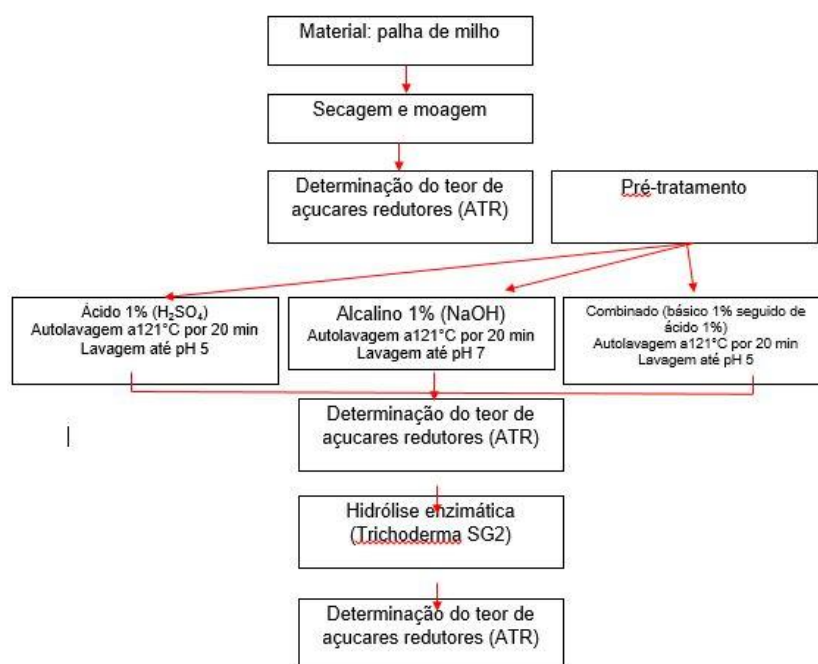 Material: palha de milho
Secagem e moagem
Determinação do teor de
açucares redutores (ATR)
Pré-tratamento
Ácido 1% (H₂SO₄)
Autolavagem a121°C por 20 min
Lavagem até pH 5
Alcalino 1% (NaOH)
Autolavagem a121°C por 20 min
Lavagem até pH 7
Combinado (básico 1% seguido de
ácido 1%)
Autolavagem a121°C por 20 min
Lavagem até pH 5
Determinação do teor de
açucares redutores (ATR)
Hidrólise enzimática
(Trichoderma SG2)
Determinação do teor de
açucares redutores (ATR)